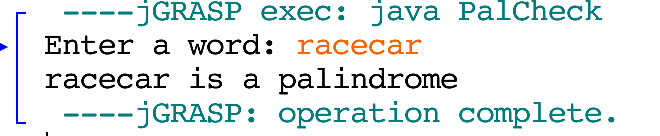 ----jGRASP exec: java PalCheck
Enter a word: racecar
racecar is a palindrome
----jGRASP: operation complete.